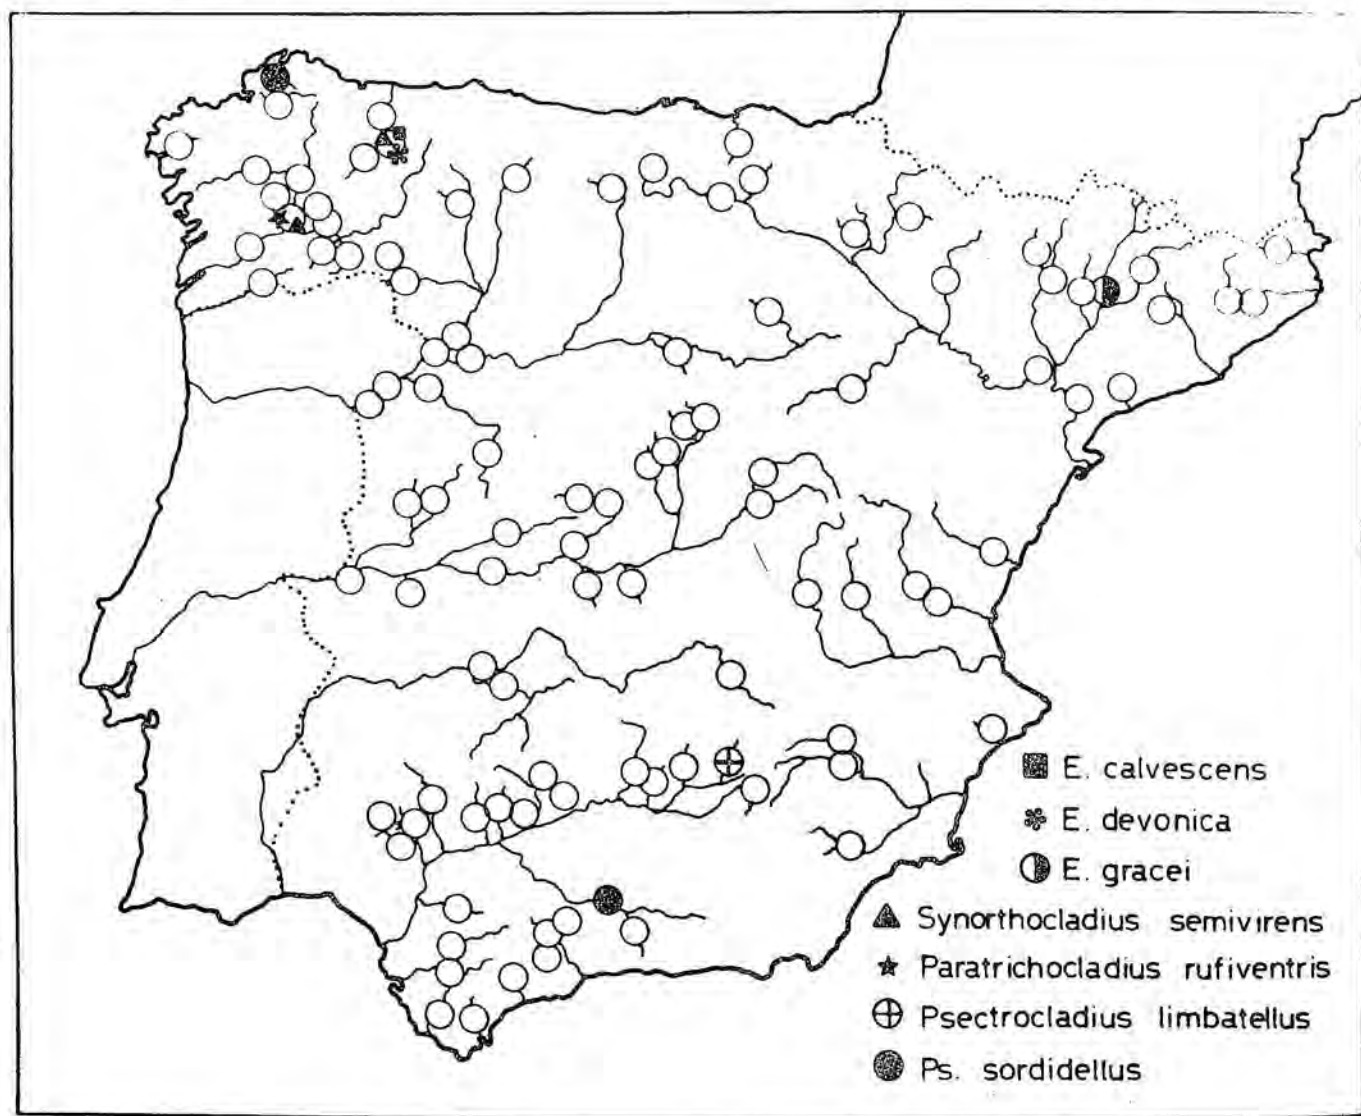 E. calvescens
E. devonica
E. gracei
Synorthocladius semivirens
Paratrichocladius rufiventris
Psectrocladius limbatellus
Ps. sordidellus